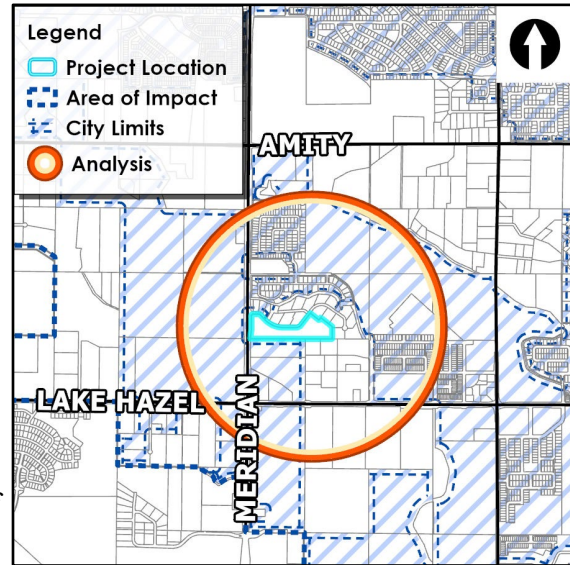 Legend
Project Location
Area of Impact
City Limits
Analysis
AMITY
LAKE HAZEL
MERIDIAN